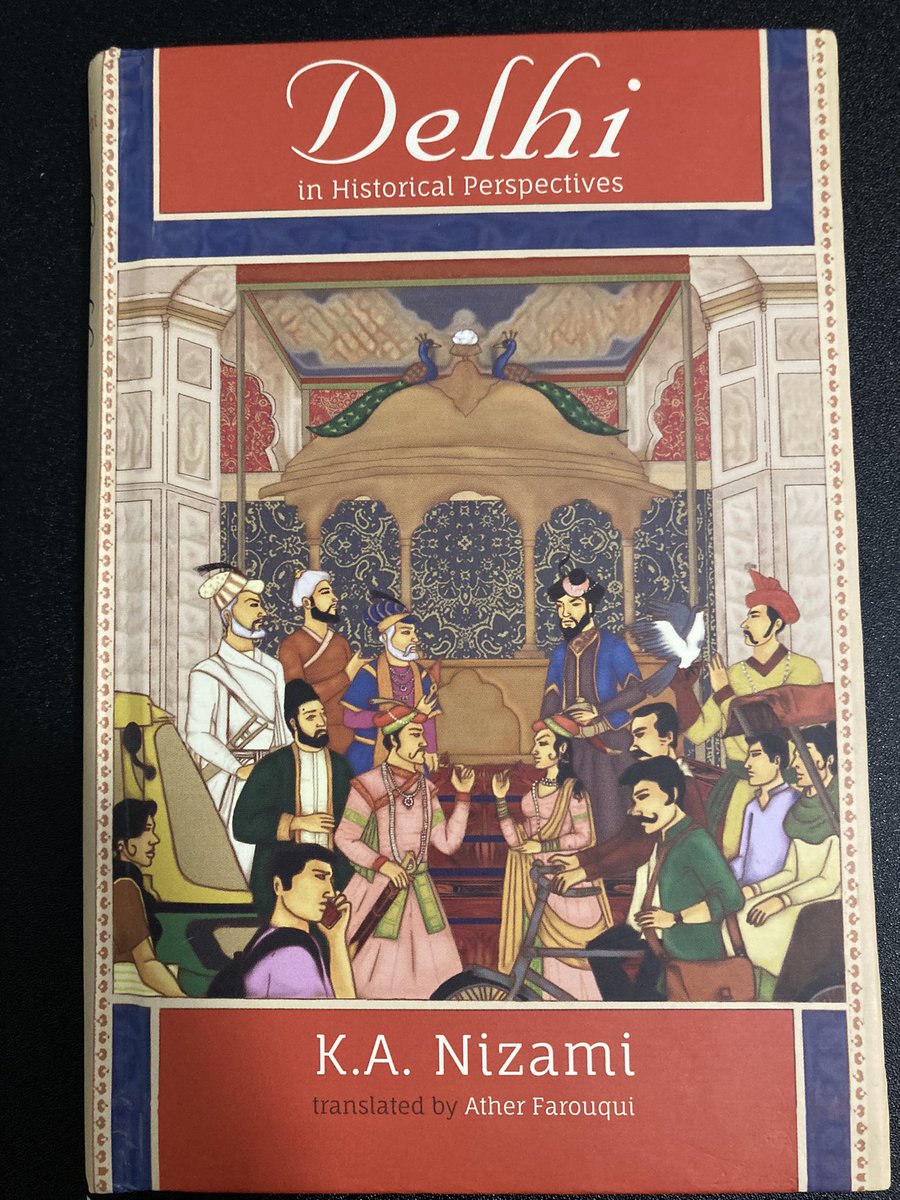 Delhi
in Historical Perspectives
K.A. Nizami
translated by Ather Farouqui